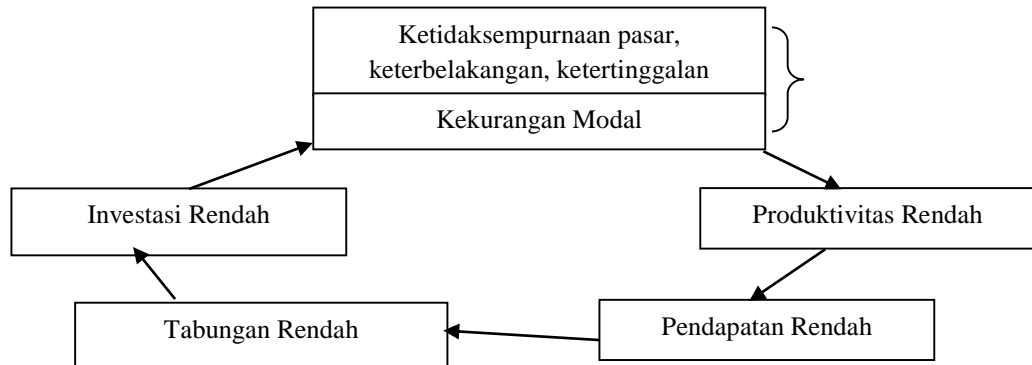 Ketidaksempurnaan pasar,
keterbelakangan, ketertinggalan
Kekurangan Modal
Investasi Rendah
Produktivitas Rendah
Tabungan Rendah
Pendapatan Rendah